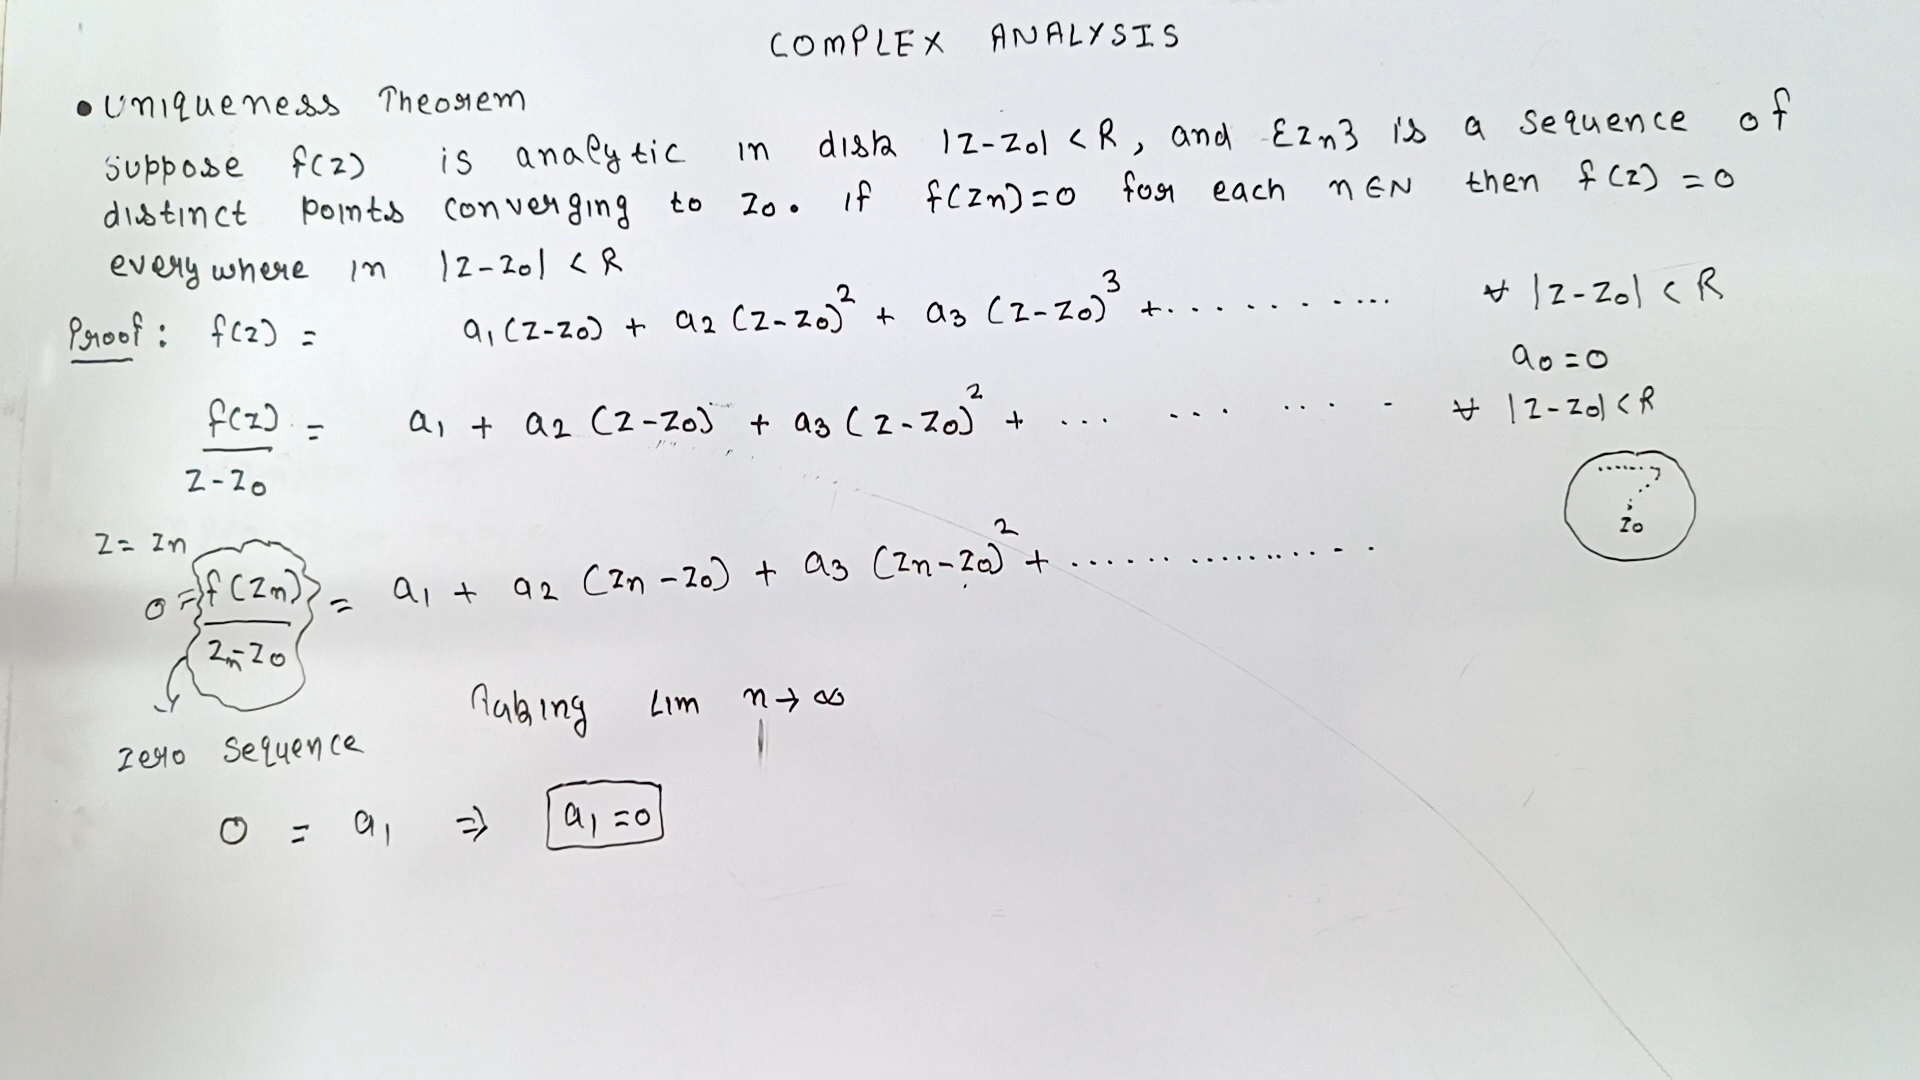 COMPLEX ANALYSIS
• Uniqueness Theorem
suppose f(z) is analytic in disk |z-z₀| < R, and {zn} is a sequence of
distinct points converging to z₀. if f(zn)=0 for each n∈N then f(z) = 0
everywhere in |z-z₀| < R
Proof: f(z) = a₁(z-z₀) + a₂(z-z₀)² + a₃(z-z₀)³ +.......... ∀ |z-z₀| < R
a₀=0
f(z)/(z-z₀) = a₁ + a₂(z-z₀) + a₃(z-z₀)² + ... ... ... - ∀ |z-z₀|<R
z₀
z = zn
0 = f(zn)/(zn-z₀) = a₁ + a₂(zn-z₀) + a₃(zn-z₀)² + ................
Taking Lim n→∞
zero sequence
0 = a₁ ⇒ a₁=0